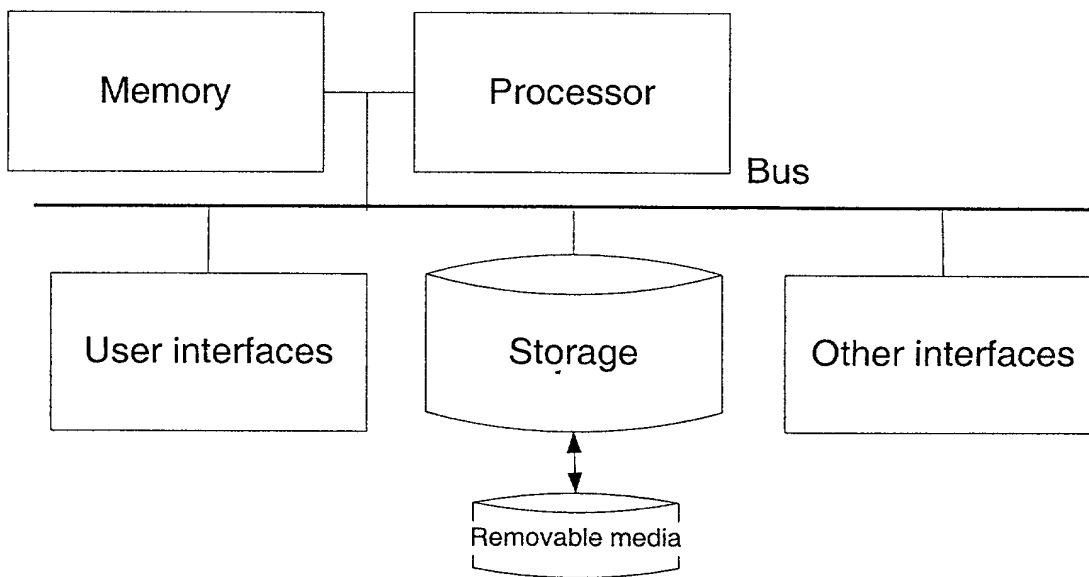 Memory
Processor
Bus
User interfaces
Storage
Other interfaces
Removable media